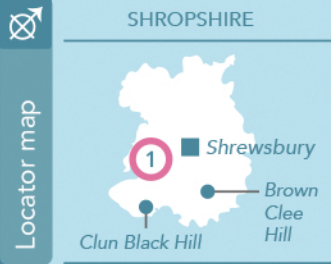 SHROPSHIRE
Locator map
1
Shrewsbury
Brown
Clee
Hill
Clun Black Hill